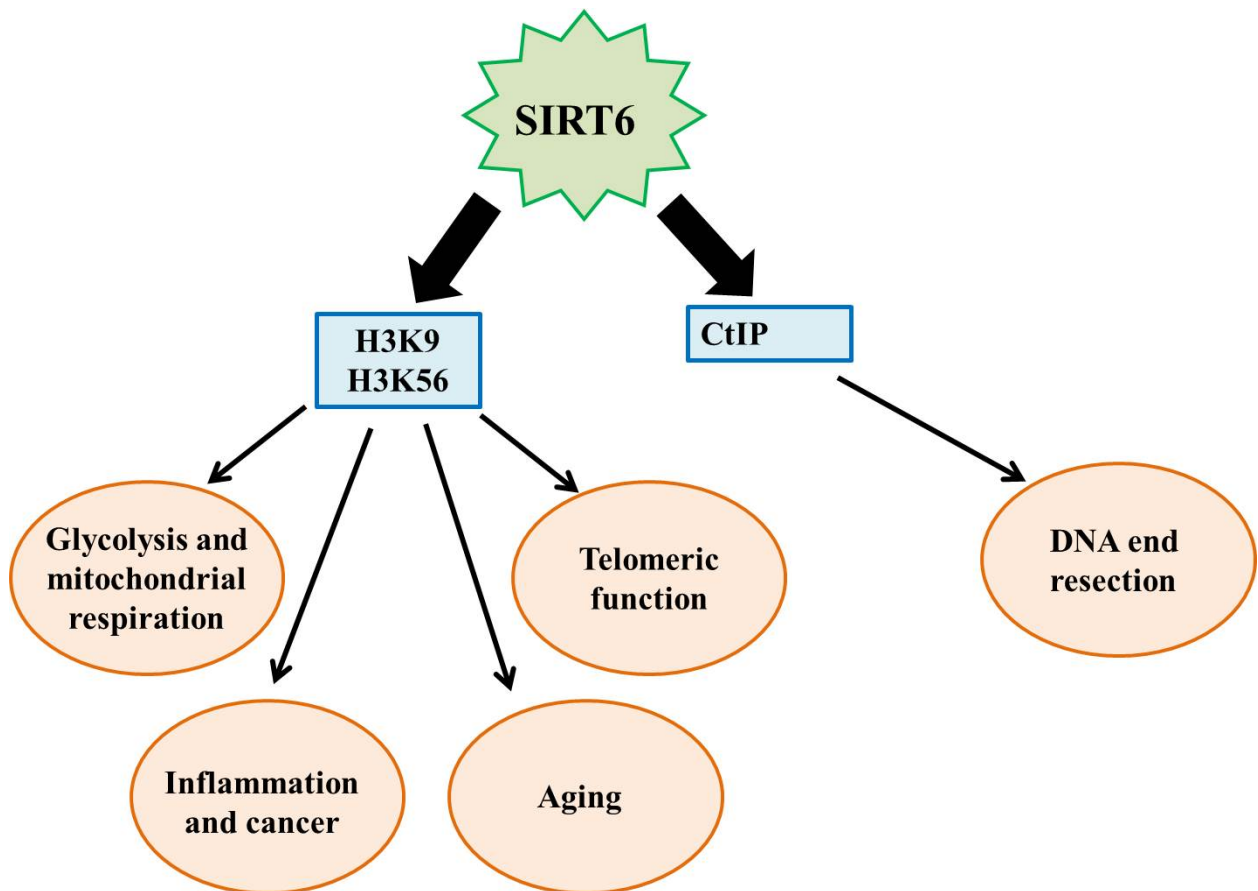 SIRT6
H3K9
H3K56
CtIP
Glycolysis and
mitochondrial
respiration
Telomeric
function
DNA end
resection
Inflammation
and cancer
Aging